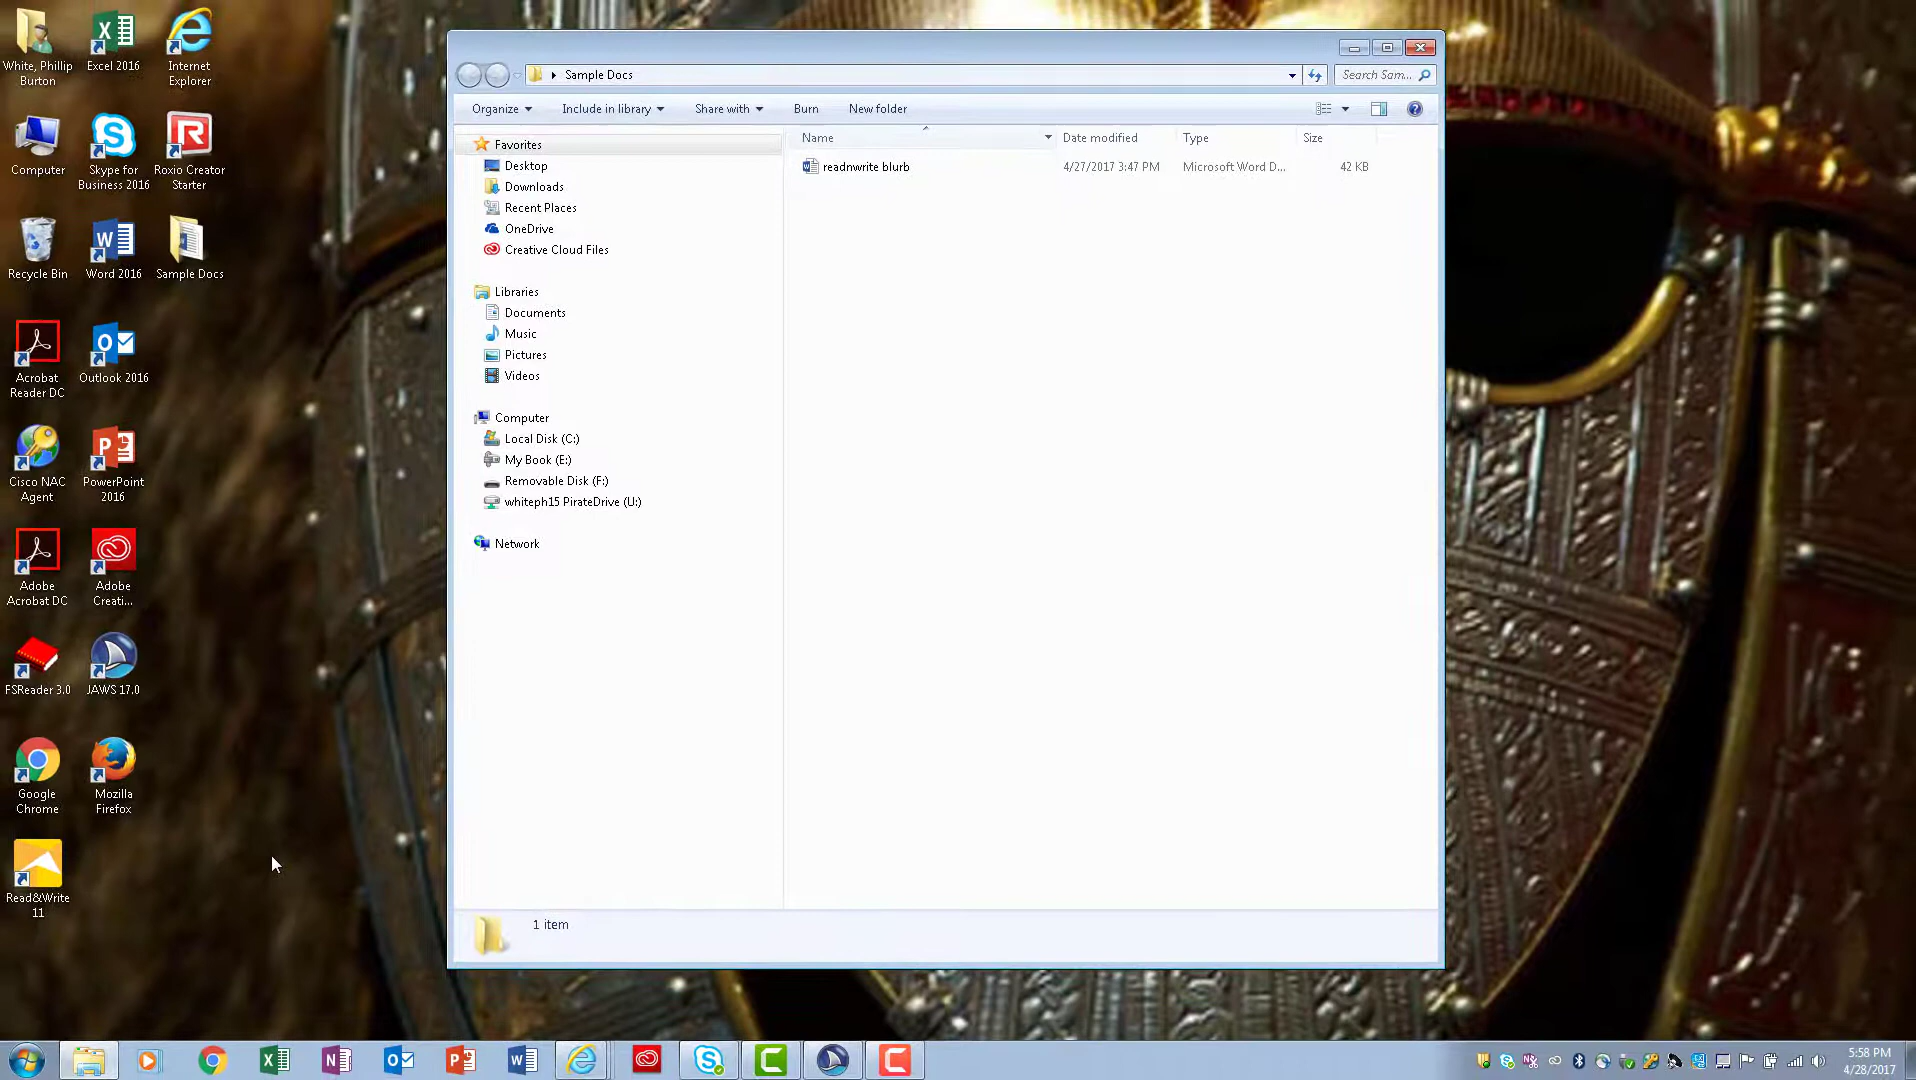 White, Phillip
Burton
Excel 2016
Internet
Explorer
Computer
Skype for
Business 2016
Roxio Creator
Starter
Recycle Bin
Word 2016
Sample Docs
Acrobat
Reader DC
Outlook 2016
Cisco NAC
Agent
PowerPoint
2016
Adobe
Acrobat DC
Adobe
Creati...
FSReader 3.0
JAWS 17.0
Google
Chrome
Mozilla
Firefox
Read&Write
11
Sample Docs
Search Sam...
Organize
Include in library
Share with
Burn
New folder
Favorites
Desktop
Downloads
Recent Places
OneDrive
Creative Cloud Files
Libraries
Documents
Music
Pictures
Videos
Computer
Local Disk (C:)
My Book (E:)
Removable Disk (F:)
whiteph15 PirateDrive (U:)
Network
Name Date modified Type Size
readnwrite blurb 4/27/2017 3:47 PM Microsoft Word D... 42 KB
1 item
5:58 PM
4/28/2017